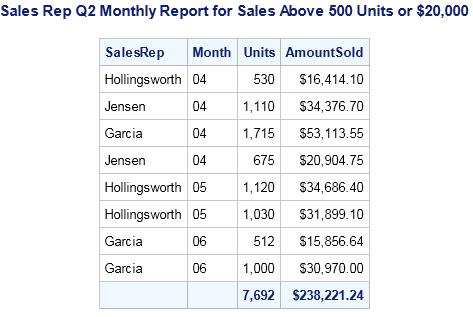 Sales Rep Q2 Monthly Report for Sales Above 500 Units or $20,000
SalesRep Month Units AmountSold
Hollingsworth 04 530 $16,414.10
Jensen 04 1,110 $34,376.70
Garcia 04 1,715 $53,113.55
Jensen 04 675 $20,904.75
Hollingsworth 05 1,120 $34,686.40
Hollingsworth 05 1,030 $31,899.10
Garcia 06 512 $15,856.64
Garcia 06 1,000 $30,970.00
7,692 $238,221.24